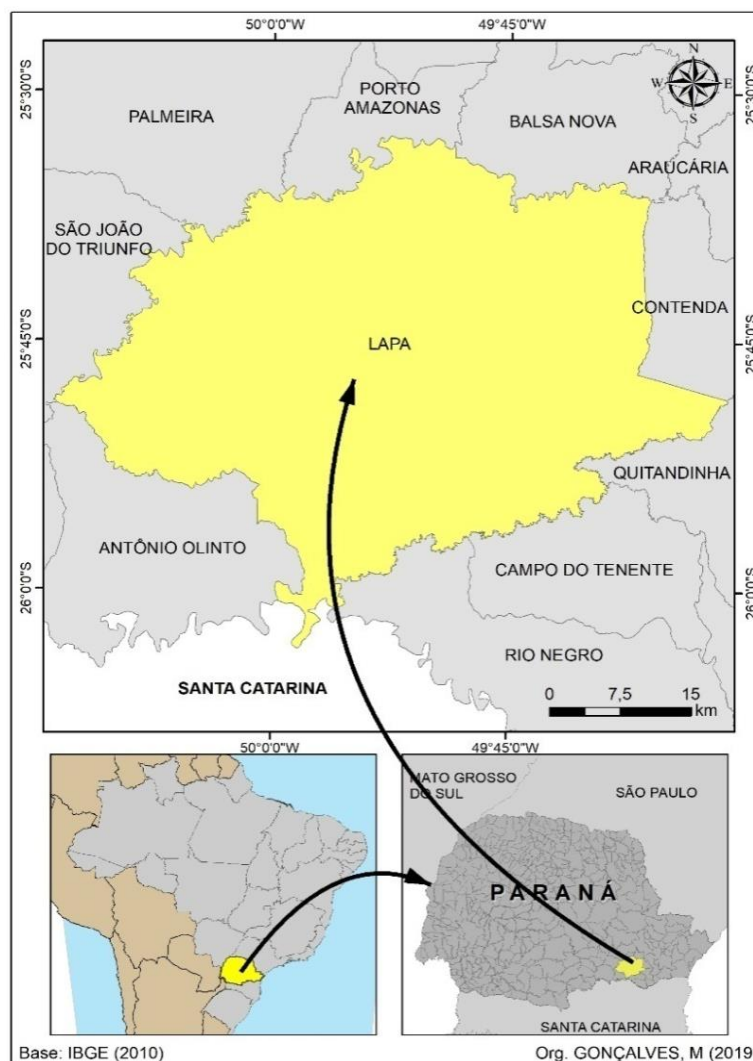 50°0'0"W
49°45'0"W
N
W
E
S
25°30'0"S
25°30'0"S
PALMEIRA
PORTO
AMAZONAS
BALSA NOVA
ARAUCÁRIA
SÃO JOÃO
DO TRIUNFO
CONTENDA
25°45'0"S
LAPA
25°45'0"S
QUITANDINHA
ANTÔNIO OLINTO
CAMPO DO TENENTE
26°0'0"S
26°0'0"S
RIO NEGRO
SANTA CATARINA
0
7,5
15
km
50°0'0"W
49°45'0"W
MATO GROSSO
DO SUL
SÃO PAULO
PARANÁ
SANTA CATARINA
Base: IBGE (2010)
Org. GONÇALVES, M (2019